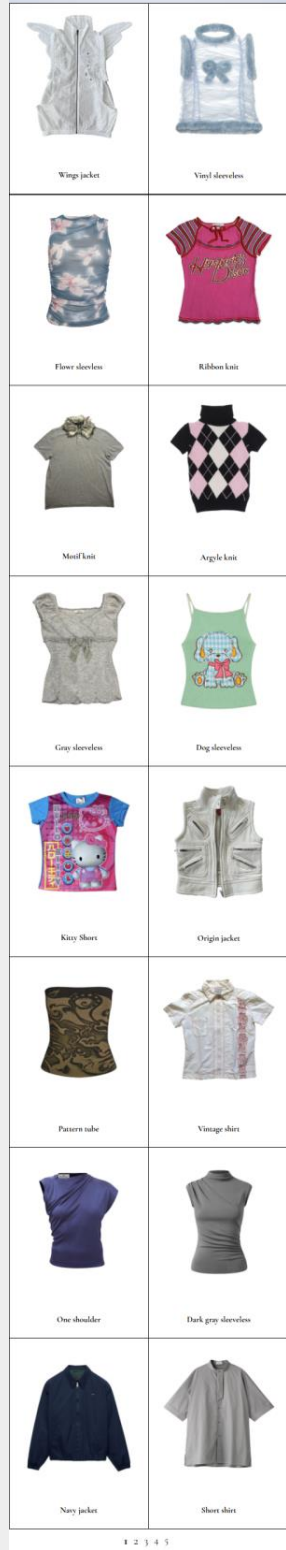 Wings jacket
Vinyl sleeveless
Flowr sleevless
Ribbon knit
Motif knit
Argyle knit
Gray sleeveless
Dog sleeveless
Kitty Short
Origin jacket
Pattern tube
Vintage shirt
One shoulder
Dark gray sleeveless
Navy jacket
Short shirt
1 2 3 4 5